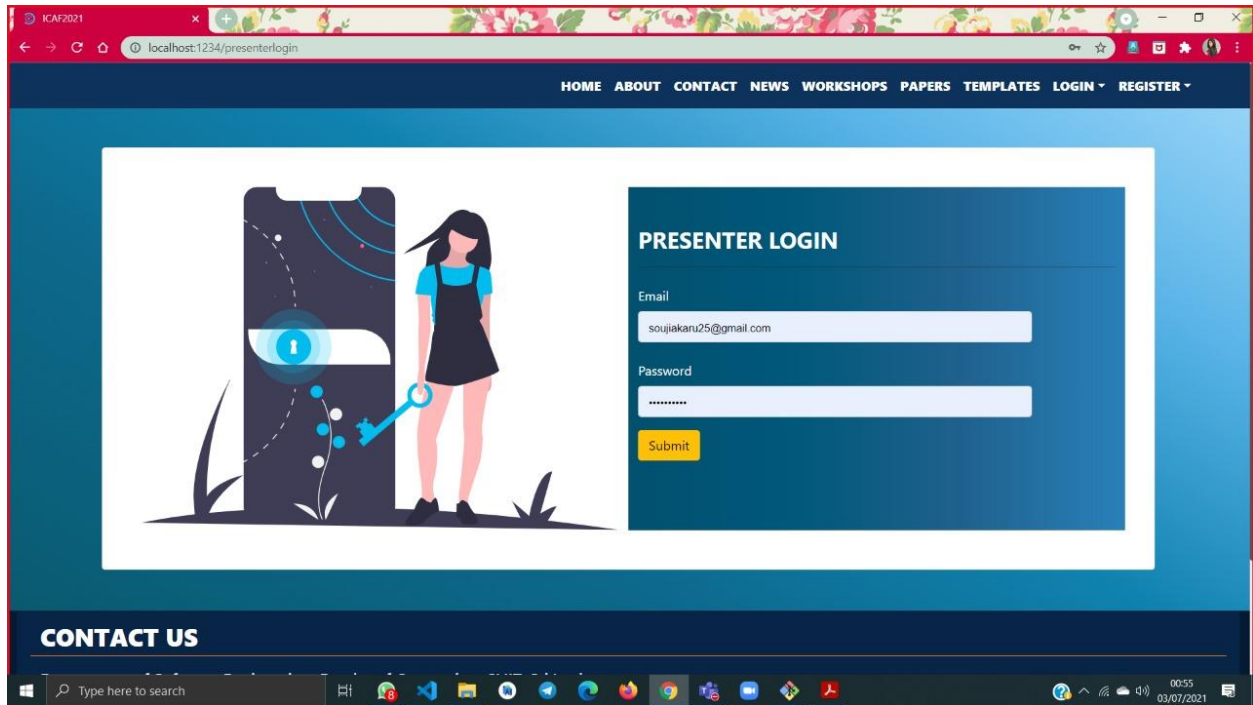 ICAF2021
localhost:1234/presenterlogin
HOME ABOUT CONTACT NEWS WORKSHOPS PAPERS TEMPLATES LOGIN REGISTER
PRESENTER LOGIN
Email
soujiakaru25@gmail.com
Password
••••••••••
Submit
CONTACT US
Type here to search
00:55
03/07/2021